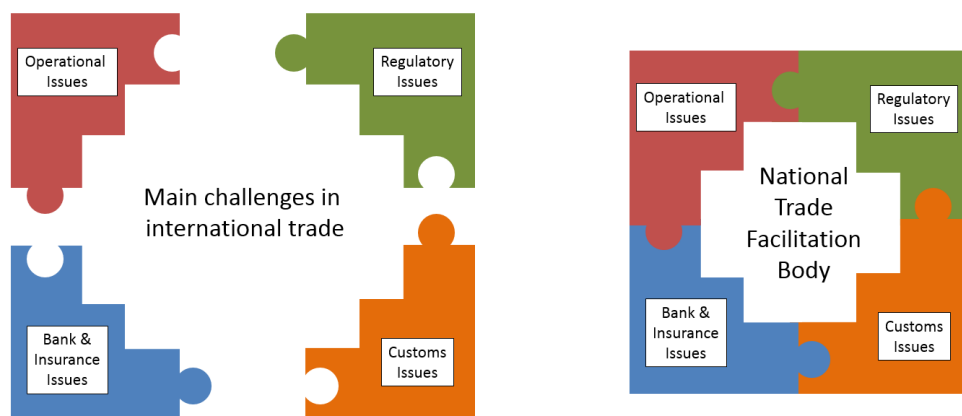 Operational
Issues
Regulatory
Issues
Main challenges in
international trade
Bank &
Insurance
Issues
Customs
Issues
Operational
Issues
Regulatory
Issues
National
Trade
Facilitation
Body
Bank &
Insurance
Issues
Customs
Issues